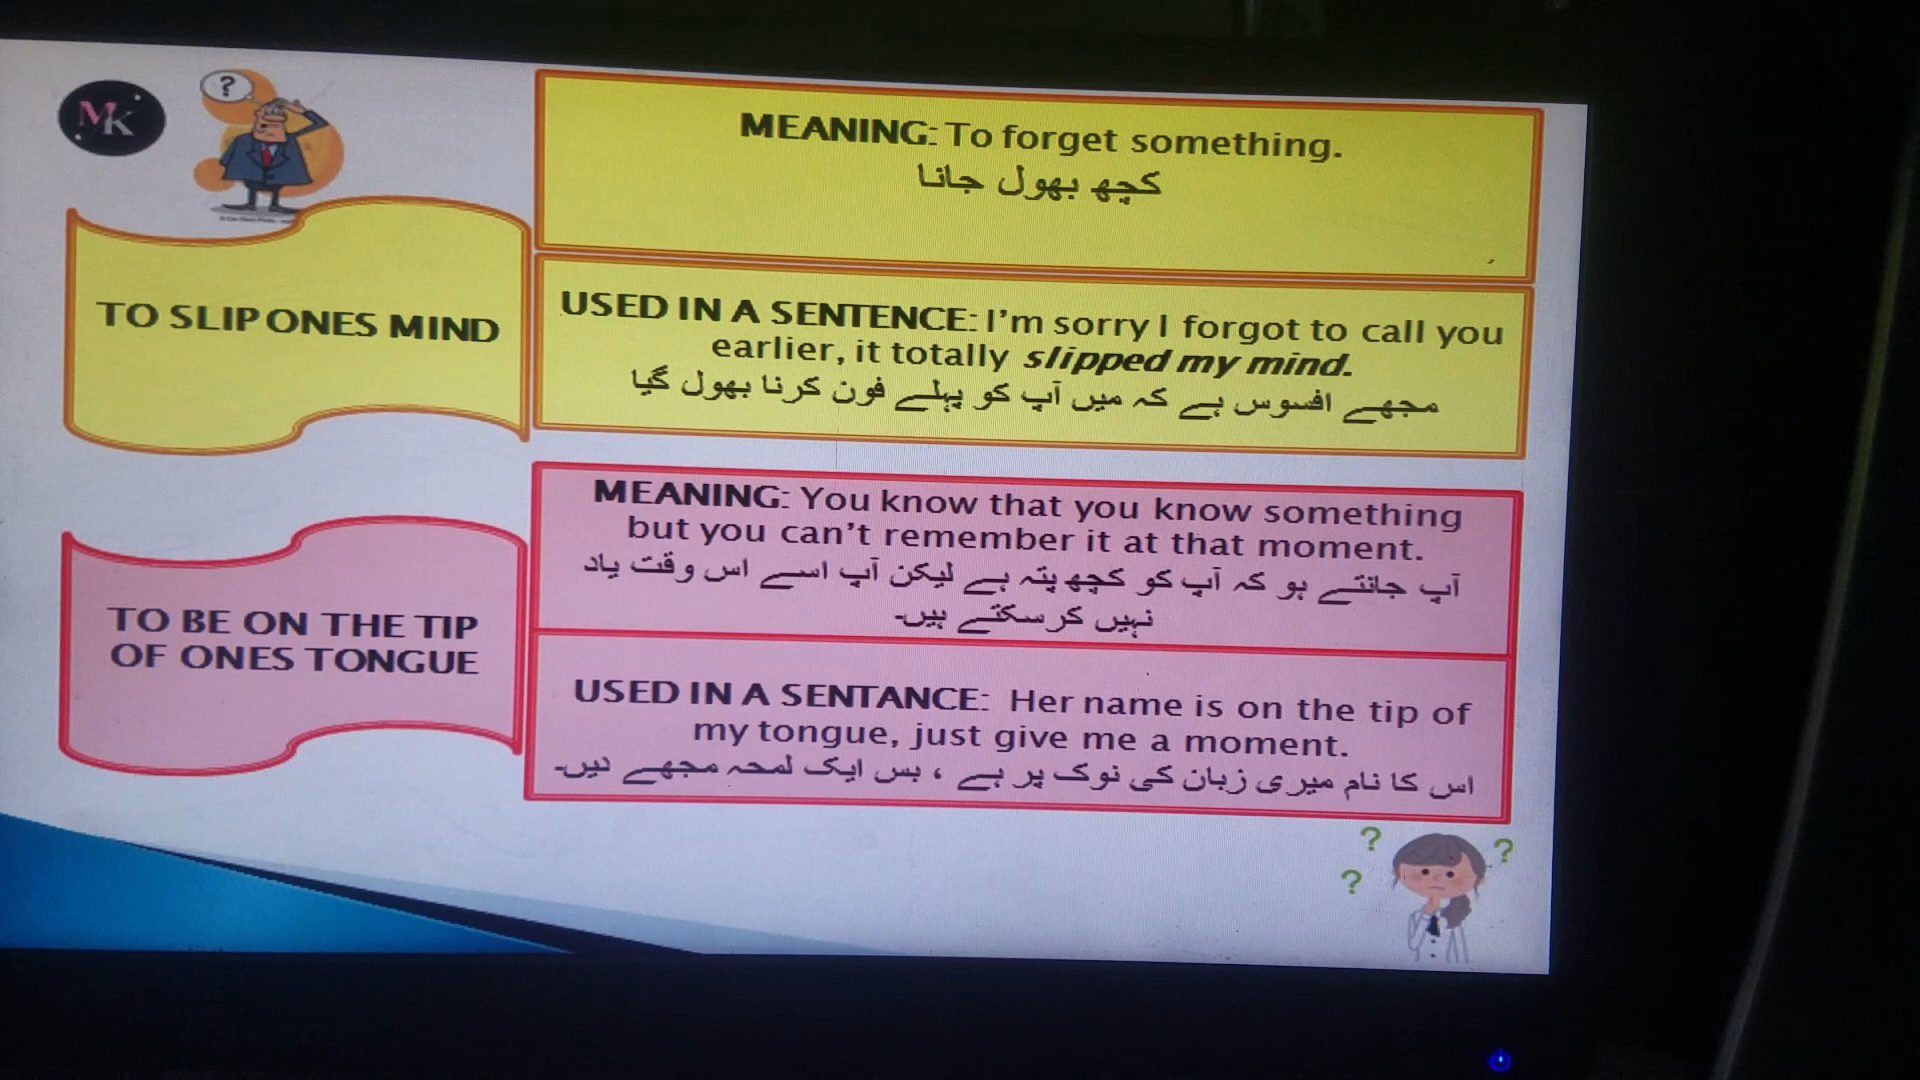 MK
?
MEANING: To forget something.
کچھ بھول جانا
TO SLIP ONES MIND
USED IN A SENTENCE: I'm sorry I forgot to call you
earlier, it totally slipped my mind.
مجھے افسوس ہے کہ میں آپ کو پہلے فون کرنا بھول گیا
MEANING: You know that you know something
but you can't remember it at that moment.
آپ جانتے ہو کہ آپ کو کچھ پتہ ہے لیکن آپ اسے اس وقت یاد
نہیں کرسکتے ہیں۔
TO BE ON THE TIP
OF ONES TONGUE
USED IN A SENTANCE: Her name is on the tip of
my tongue, just give me a moment.
اس کا نام میری زبان کی نوک پر ہے ، بس ایک لمحہ مجھے دیں۔
? ?
?